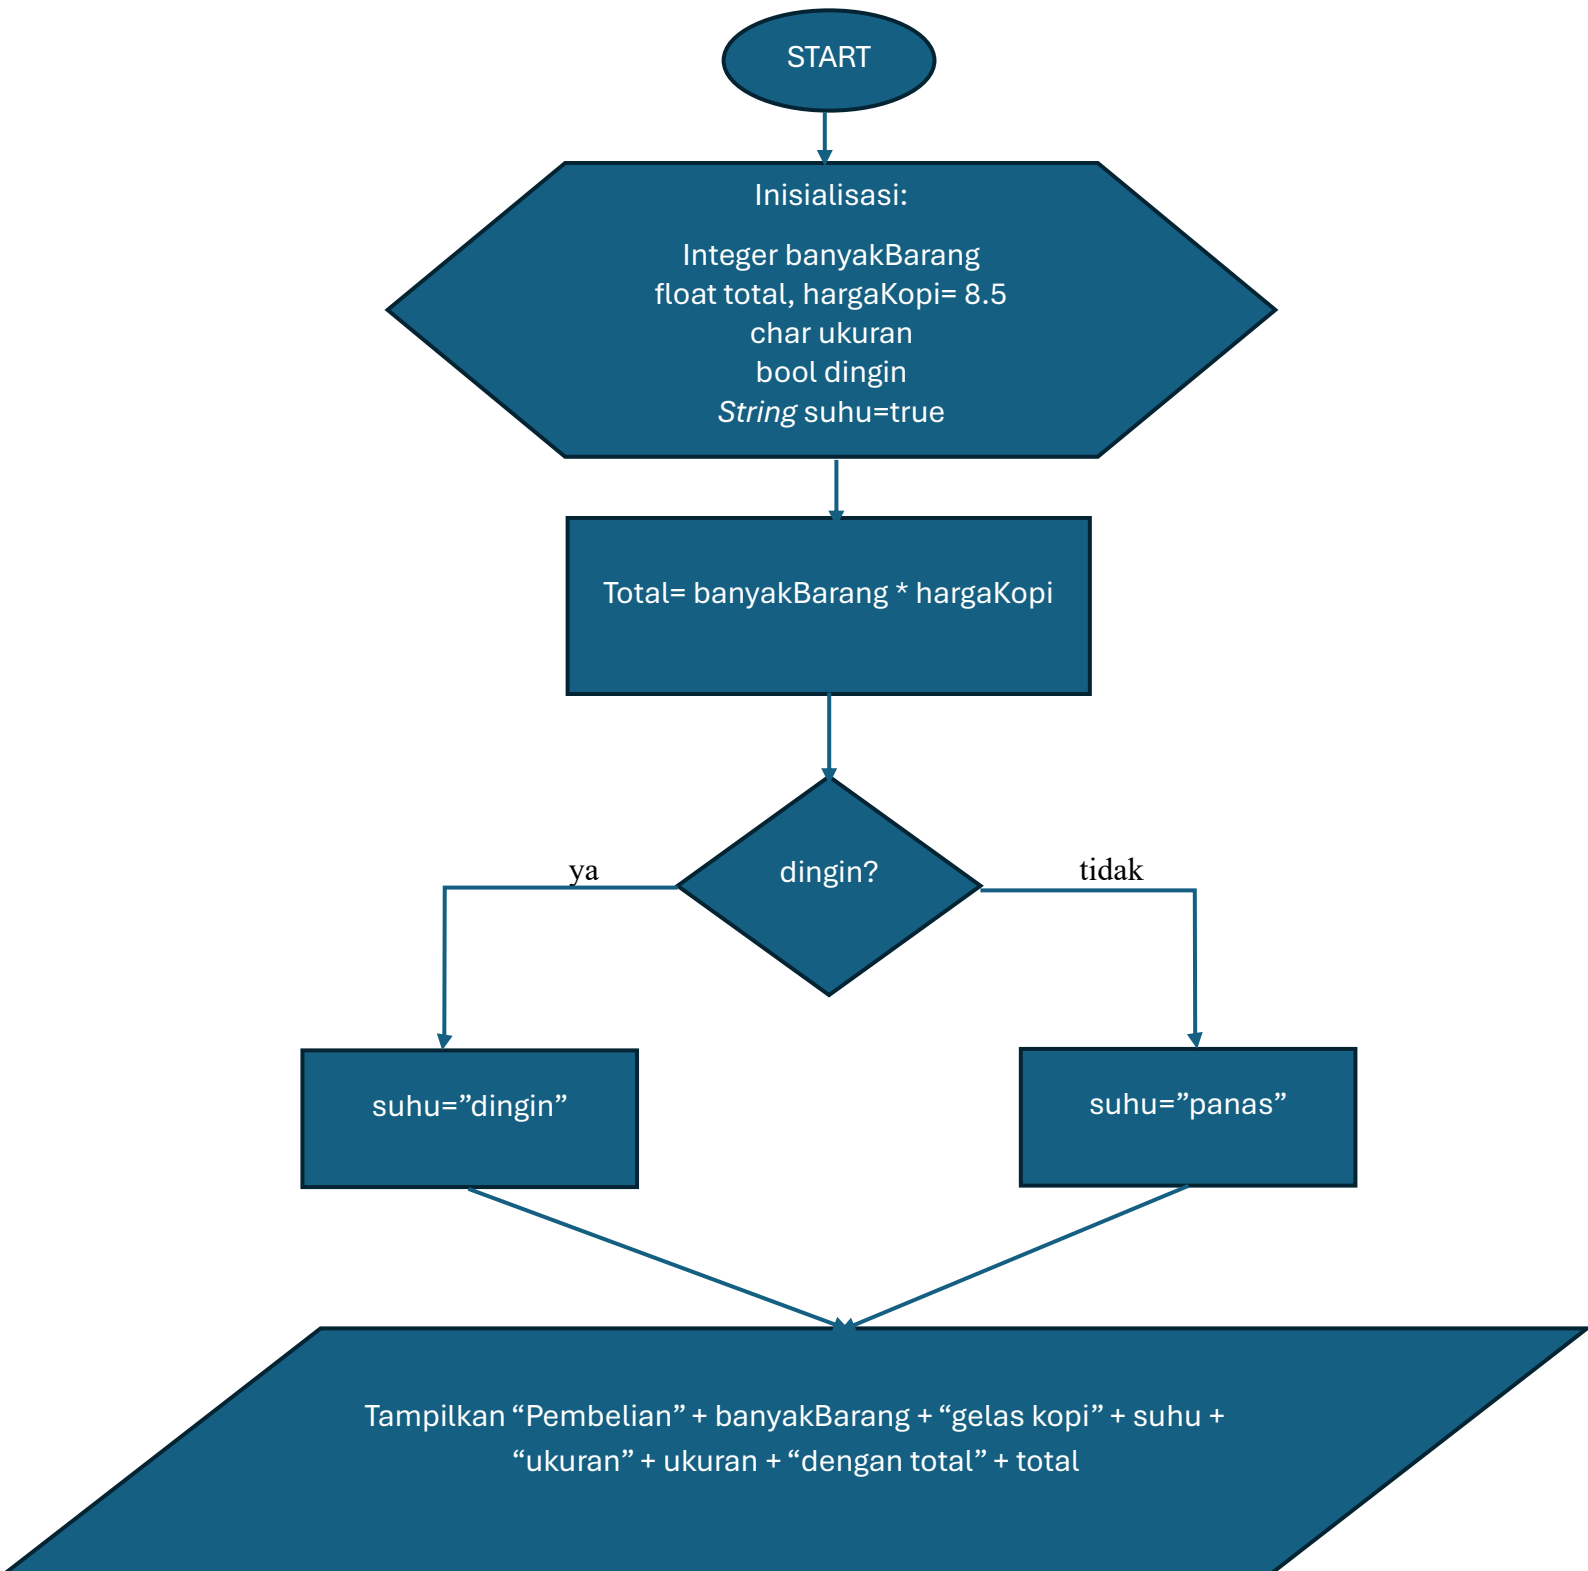 START
Inisialisasi:
Integer banyakBarang
float total, hargaKopi= 8.5
char ukuran
bool dingin
String suhu=true
Total= banyakBarang * hargaKopi
dingin?
ya
tidak
suhu=”dingin”
suhu=”panas”
Tampilkan “Pembelian” + banyakBarang + “gelas kopi” + suhu +
“ukuran” + ukuran + “dengan total” + total